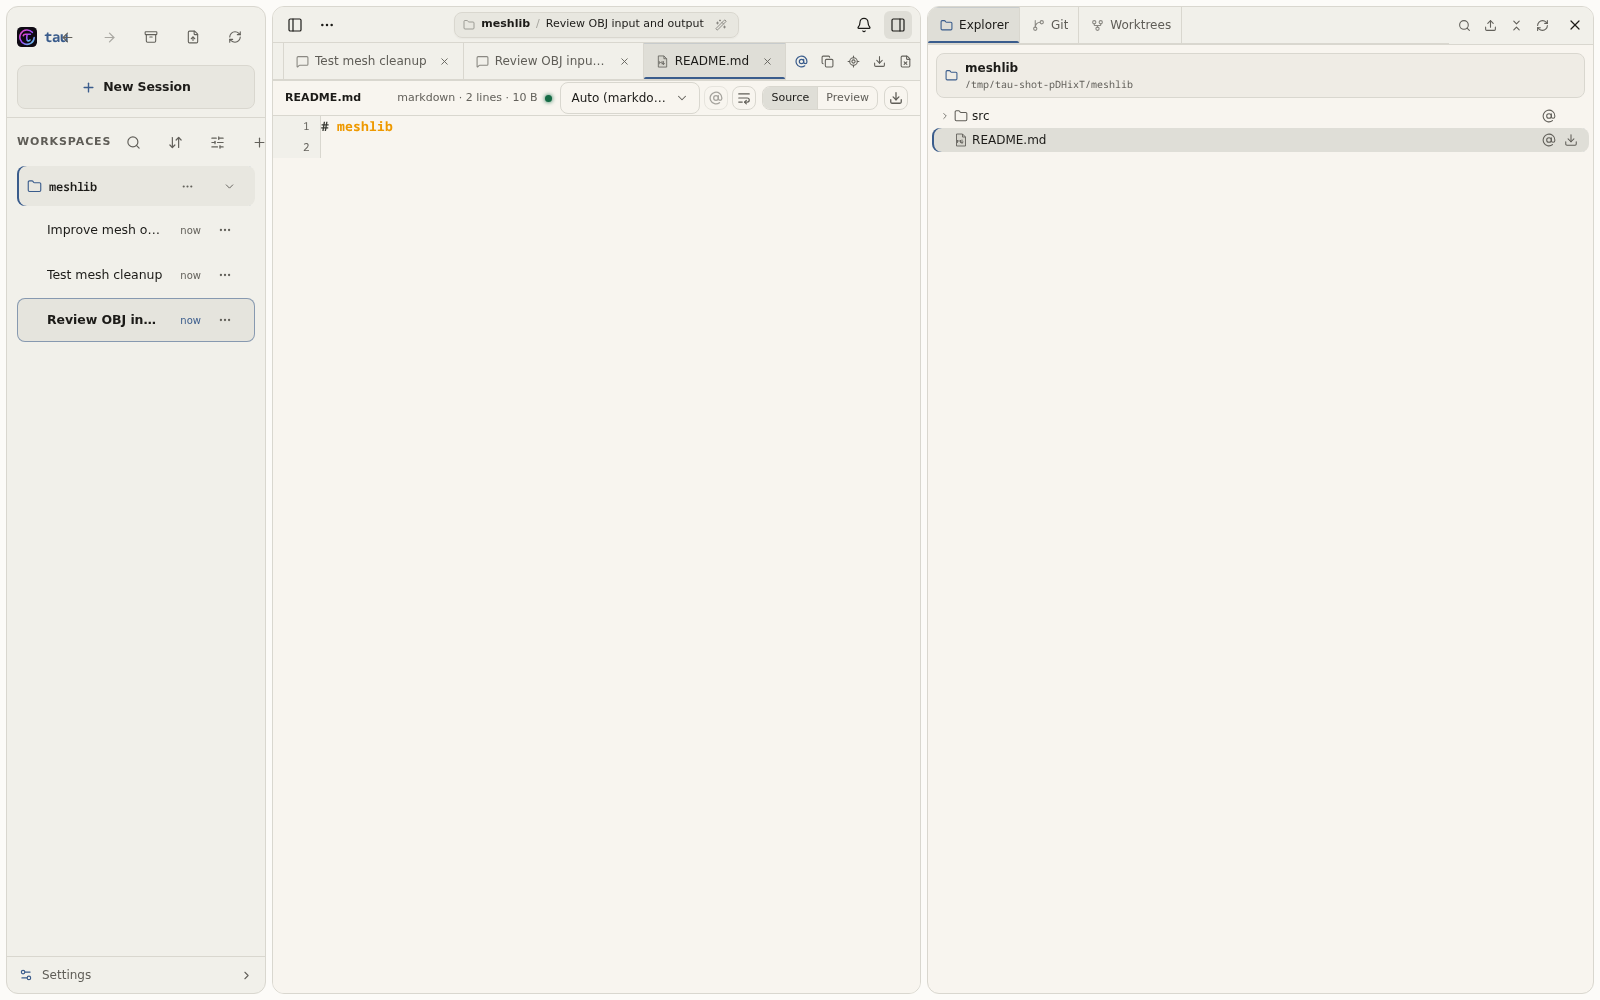 tau
New Session
WORKSPACES
meshlib
Improve mesh o… now
Test mesh cleanup now
Review OBJ in… now
Settings
meshlib / Review OBJ input and output
Test mesh cleanup
Review OBJ inpu…
README.md
README.md markdown · 2 lines · 10 B Auto (markdo… Source Preview
1 # meshlib
2
Explorer Git Worktrees
meshlib
/tmp/tau-shot-pDHixT/meshlib
src
README.md